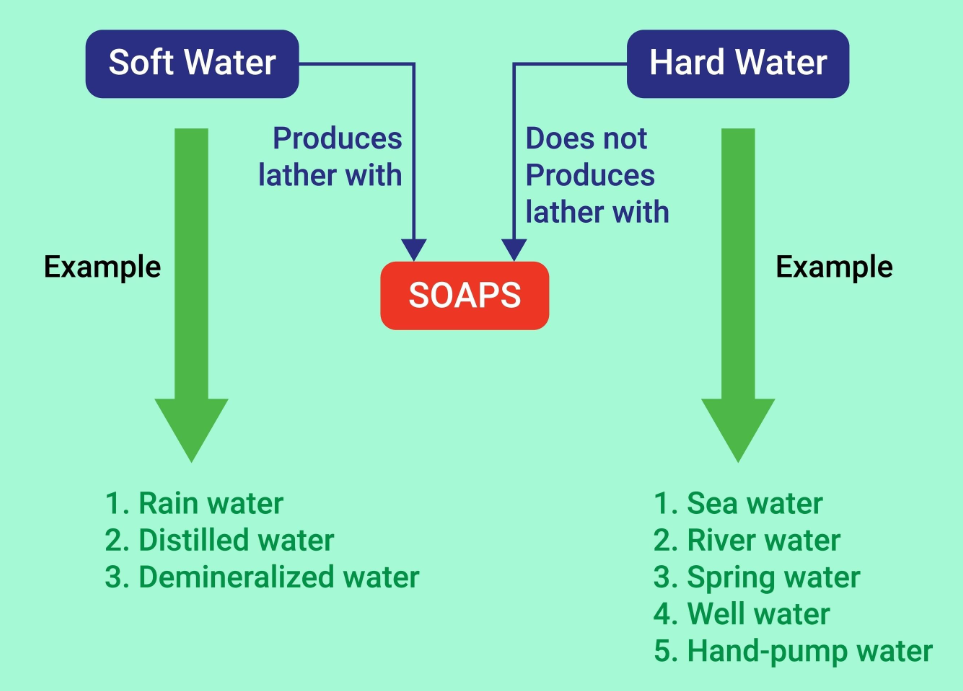 Soft Water
Hard Water
Produces
lather with
Does not
Produces
lather with
Example
Example
SOAPS
1. Rain water
2. Distilled water
3. Demineralized water
1. Sea water
2. River water
3. Spring water
4. Well water
5. Hand-pump water